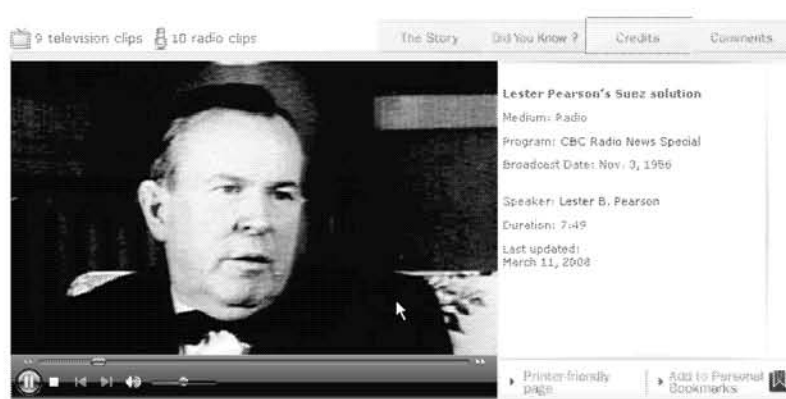 9 television clips 10 radio clips
The Story Did You Know ? Credits Comments
Lester Pearson's Suez solution
Medium: Radio
Program: CBC Radio News Special
Broadcast Date: Nov. 3, 1956
Speaker: Lester B. Pearson
Duration: 7:49
Last updated:
March 11, 2008
Printer-friendly
page
Add to Personal
Bookmarks